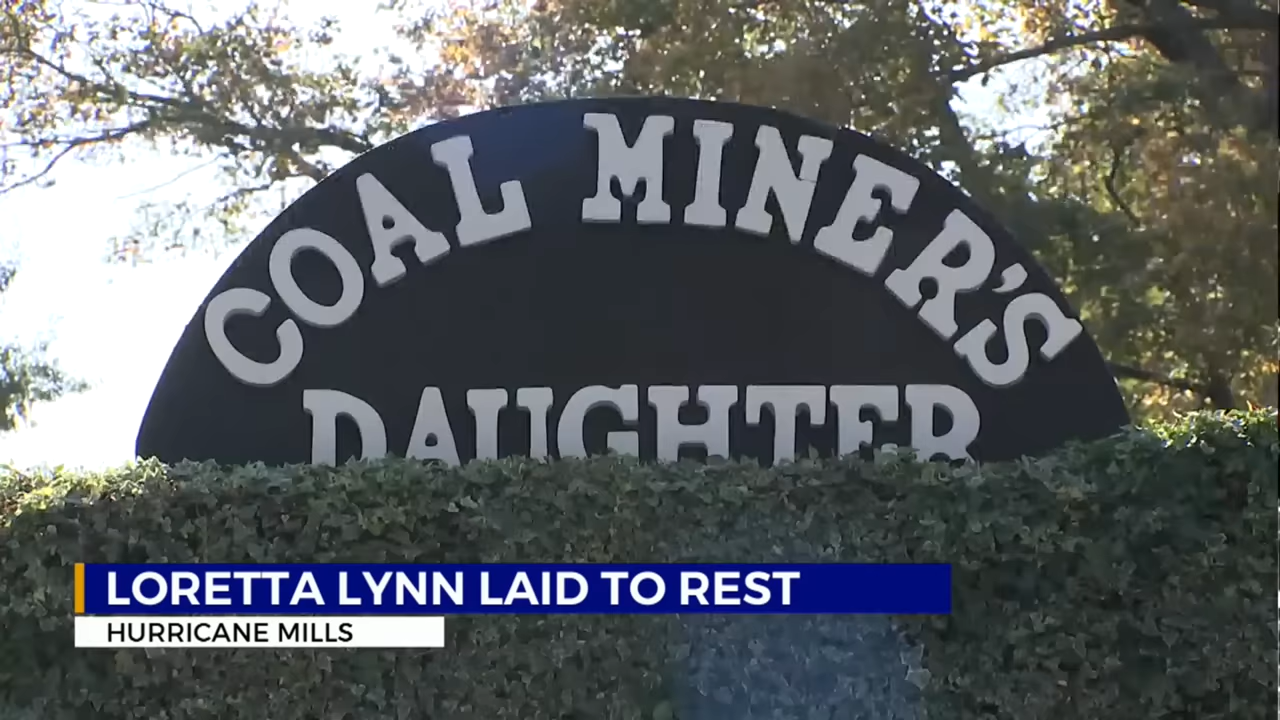 COAL MINER'S
DAUGHTER
LORETTA LYNN LAID TO REST
HURRICANE MILLS